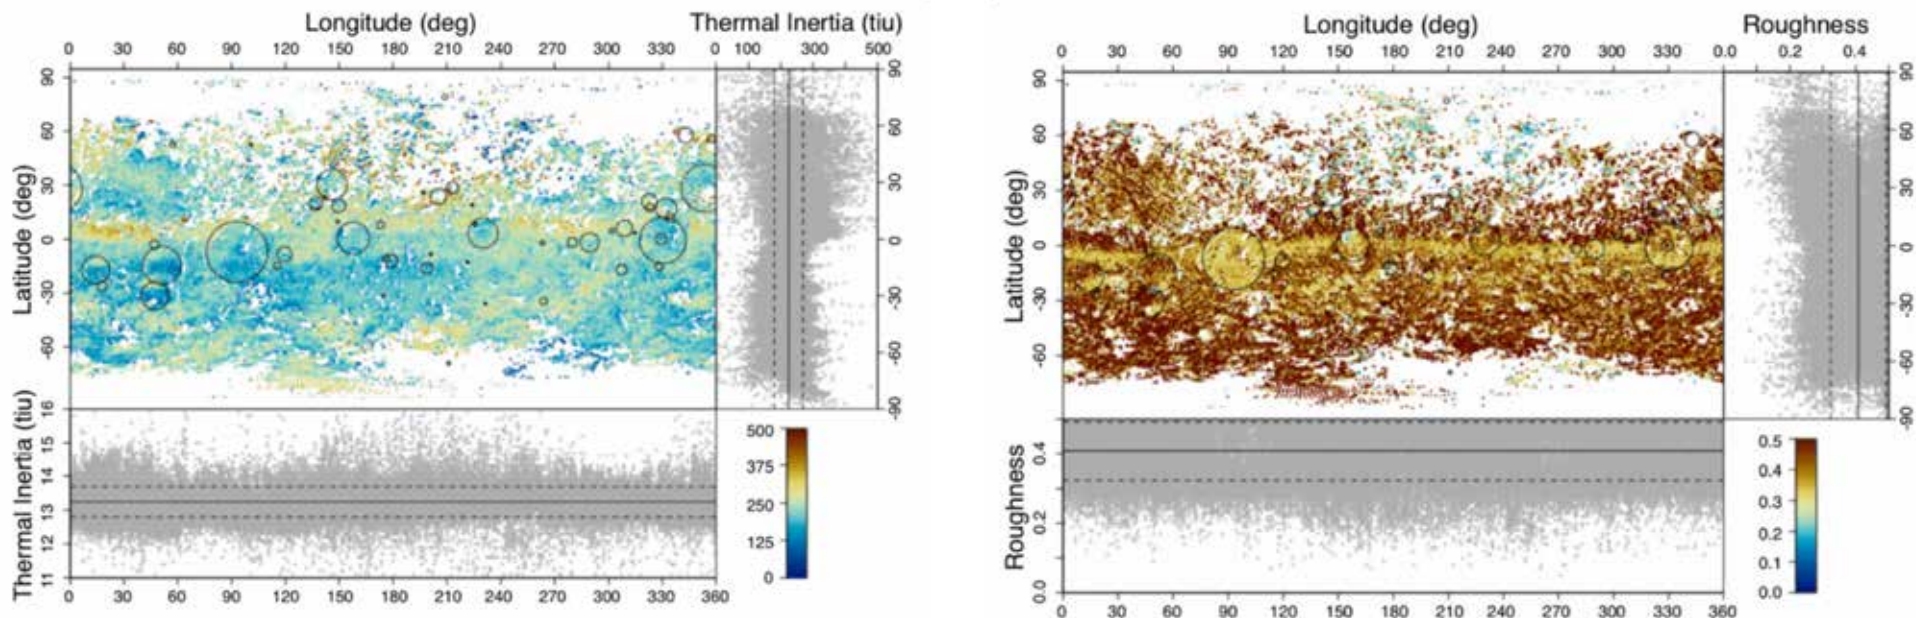 Longitude (deg)
Thermal Inertia (tiu)
0 30 60 90 120 150 180 210 240 270 300 330 0 100 300 500
Latitude (deg)
90 60 30 0 -30 -60
90 60 30 0 -30 -60 -90
Thermal Inertia (tiu)
16 15 14 13 12 11
0 30 60 90 120 150 180 210 240 270 300 330 360
500
375
250
125
0
Longitude (deg)
Roughness
0 30 60 90 120 150 180 210 240 270 300 330 0.0 0.2 0.4
Latitude (deg)
90 60 30 0 -30 -60
90 60 30 0 -30 -60 -90
Roughness
0.4 0.2 0.0
0 30 60 90 120 150 180 210 240 270 300 330 360
0.5
0.4
0.3
0.2
0.1
0.0